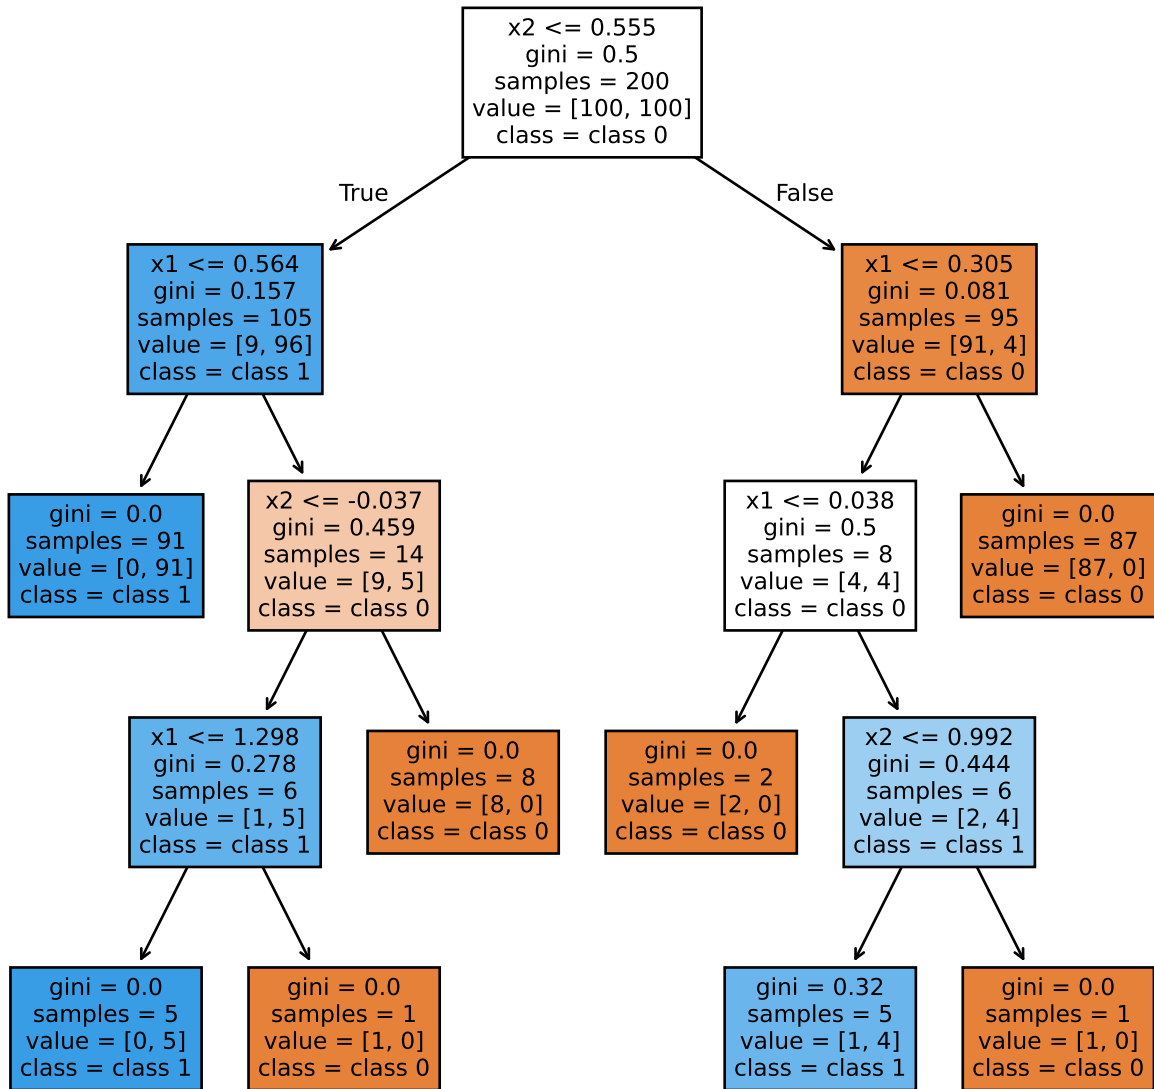 x2 <= 0.555
gini = 0.5
samples = 200
value = [100, 100]
class = class 0
True
False
x1 <= 0.564
gini = 0.157
samples = 105
value = [9, 96]
class = class 1
x1 <= 0.305
gini = 0.081
samples = 95
value = [91, 4]
class = class 0
gini = 0.0
samples = 91
value = [0, 91]
class = class 1
x2 <= -0.037
gini = 0.459
samples = 14
value = [9, 5]
class = class 0
x1 <= 0.038
gini = 0.5
samples = 8
value = [4, 4]
class = class 0
gini = 0.0
samples = 87
value = [87, 0]
class = class 0
x1 <= 1.298
gini = 0.278
samples = 6
value = [1, 5]
class = class 1
gini = 0.0
samples = 8
value = [8, 0]
class = class 0
gini = 0.0
samples = 2
value = [2, 0]
class = class 0
x2 <= 0.992
gini = 0.444
samples = 6
value = [2, 4]
class = class 1
gini = 0.0
samples = 5
value = [0, 5]
class = class 1
gini = 0.0
samples = 1
value = [1, 0]
class = class 0
gini = 0.32
samples = 5
value = [1, 4]
class = class 1
gini = 0.0
samples = 1
value = [1, 0]
class = class 0